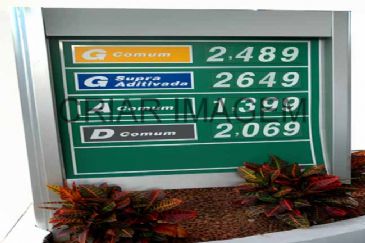 G Comum 2.489
G Supra Aditivada 2649
Comum 1.399
D Comum 2.069
CRIAR IMAGEM